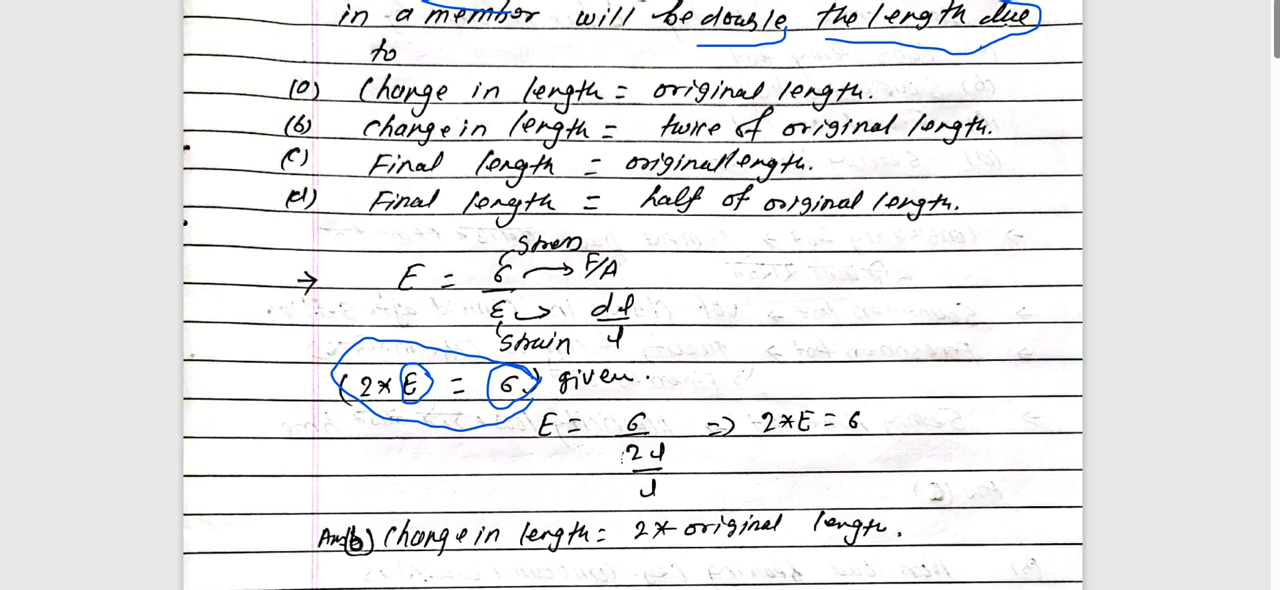 in a member will be double the length due
to
(a) Change in length = original length.
(b) change in length = twice of original length.
(c) Final length = original length.
(d) Final length = half of original length.
Stress
→ E = σ → F/A
ε → dl/l
strain
(2*E = σ) given.
E = σ ⇒ 2*E = σ
2l
l
Ans (b) Change in length = 2* original length.